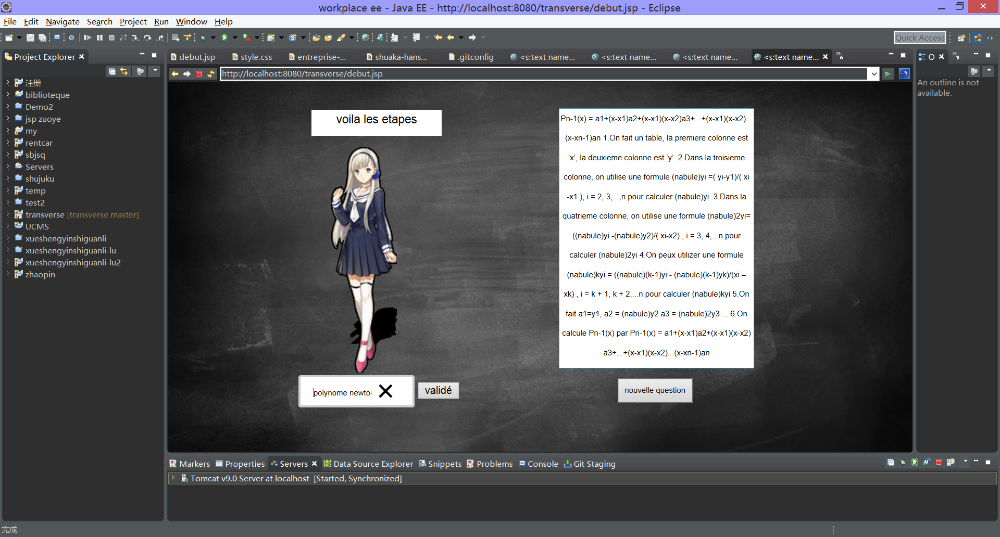 workplace ee - Java EE - http://localhost:8080/transverse/debut.jsp - Eclipse
File Edit Navigate Search Project Run Window Help
Quick Access
Project Explorer
debut.jsp style.css entreprise-... shuaka-hans... .gitconfig <s:text name... <s:text name... <s:text name... <s:text name... »6
O »1
http://localhost:8080/transverse/debut.jsp
注册
biblioteque
Demo2
jsp zuoye
my
rentcar
sbjsq
Servers
shujuku
temp
test2
transverse [transverse master]
UCMS
xueshengyinshiguanli
xueshengyinshiguanli-lu
xueshengyinshiguanli-lu2
zhaopin
An outline is not
available.
voila les etapes
Pn-1(x) = a1+(x-x1)a2+(x-x1)(x-x2)a3+...+(x-x1)(x-x2)...
(x-xn-1)an 1.On fait un table, la premiere colonne est
‘x’, la deuxieme colonne est ‘y’. 2.Dans la troisieme
colonne, on utilise une formule (nabule)yi =( yi-y1)/( xi
-x1 ), i = 2, 3,...,n pour calculer (nabule)yi. 3.Dans la
quatrieme colonne, on utilise une formule (nabule)2yi=
((nabule)yi -(nabule)y2)/( xi-x2) , i = 3, 4,...n pour
calculer (nabule)2yi 4.On peux utilizer une formule
(nabule)kyi = ((nabule)(k-1)yi - (nabule)(k-1)yk)/(xi –
xk) , i = k + 1, k + 2,...n pour calculer (nabule)kyi 5.On
fait a1=y1, a2 = (nabule)y2 a3 = (nabule)2y3 ... 6.On
calcule Pn-1(x) par Pn-1(x) = a1+(x-x1)a2+(x-x1)(x-x2)
a3+...+(x-x1)(x-x2)...(x-xn-1)an
polynome newton
validé
nouvelle question
Markers Properties Servers Data Source Explorer Snippets Problems Console Git Staging
Tomcat v9.0 Server at localhost [Started, Synchronized]
完成